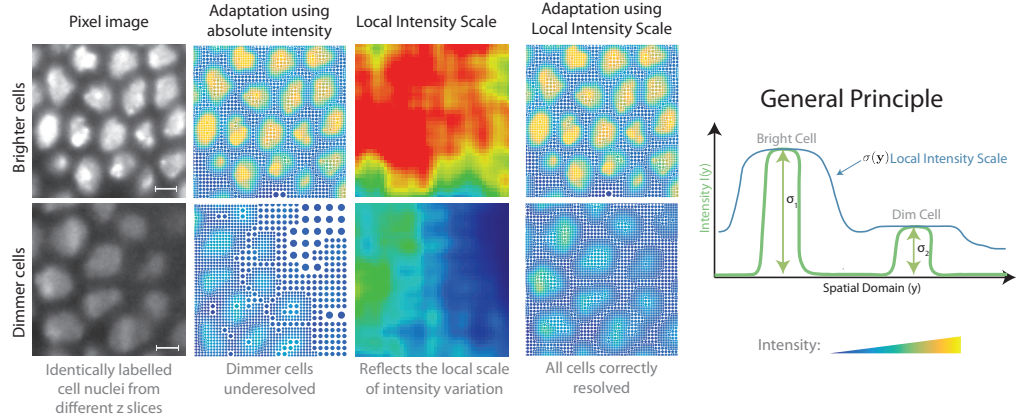 Pixel image
Adaptation using
absolute intensity
Local Intensity Scale
Adaptation using
Local Intensity Scale
Brighter cells
Dimmer cells
Identically labelled
cell nuclei from
different z slices
Dimmer cells
underesolved
Reflects the local scale
of intensity variation
All cells correctly
resolved
General Principle
Bright Cell
σ(y) Local Intensity Scale
Intensity I(y)
σ1
Dim Cell
σ2
Spatial Domain (y)
Intensity: